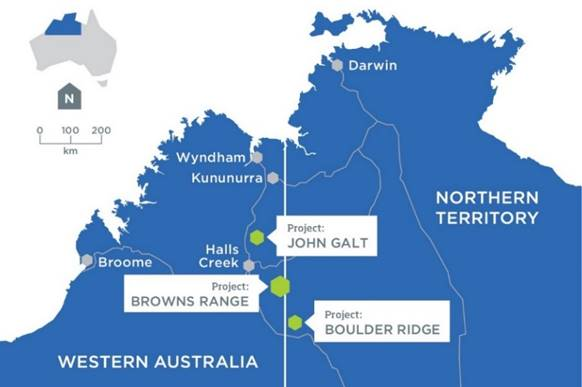 N
0 100 200
km
Darwin
Wyndham
Kununurra
NORTHERN
TERRITORY
Project:
JOHN GALT
Halls
Creek
Broome
Project:
BROWNS RANGE
Project:
BOULDER RIDGE
WESTERN AUSTRALIA